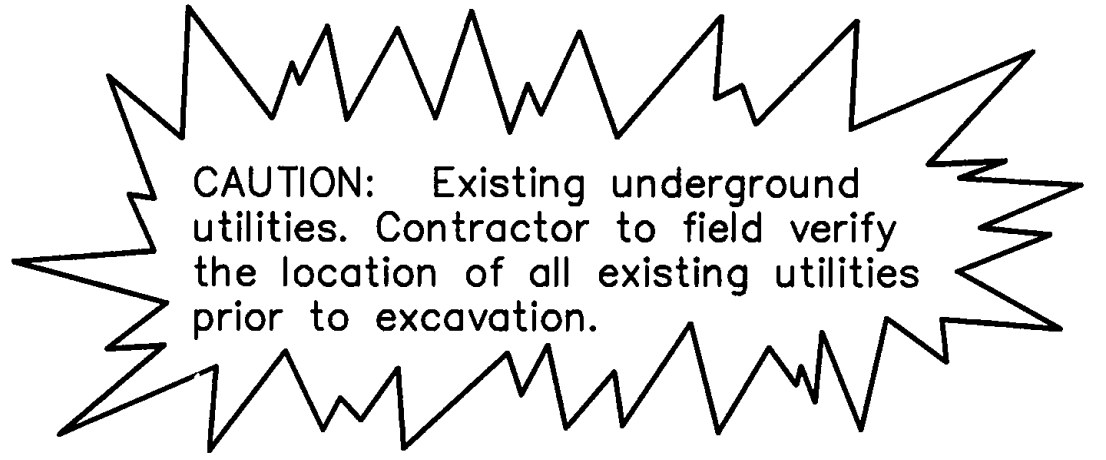 CAUTION: Existing underground
utilities. Contractor to field verify
the location of all existing utilities
prior to excavation.